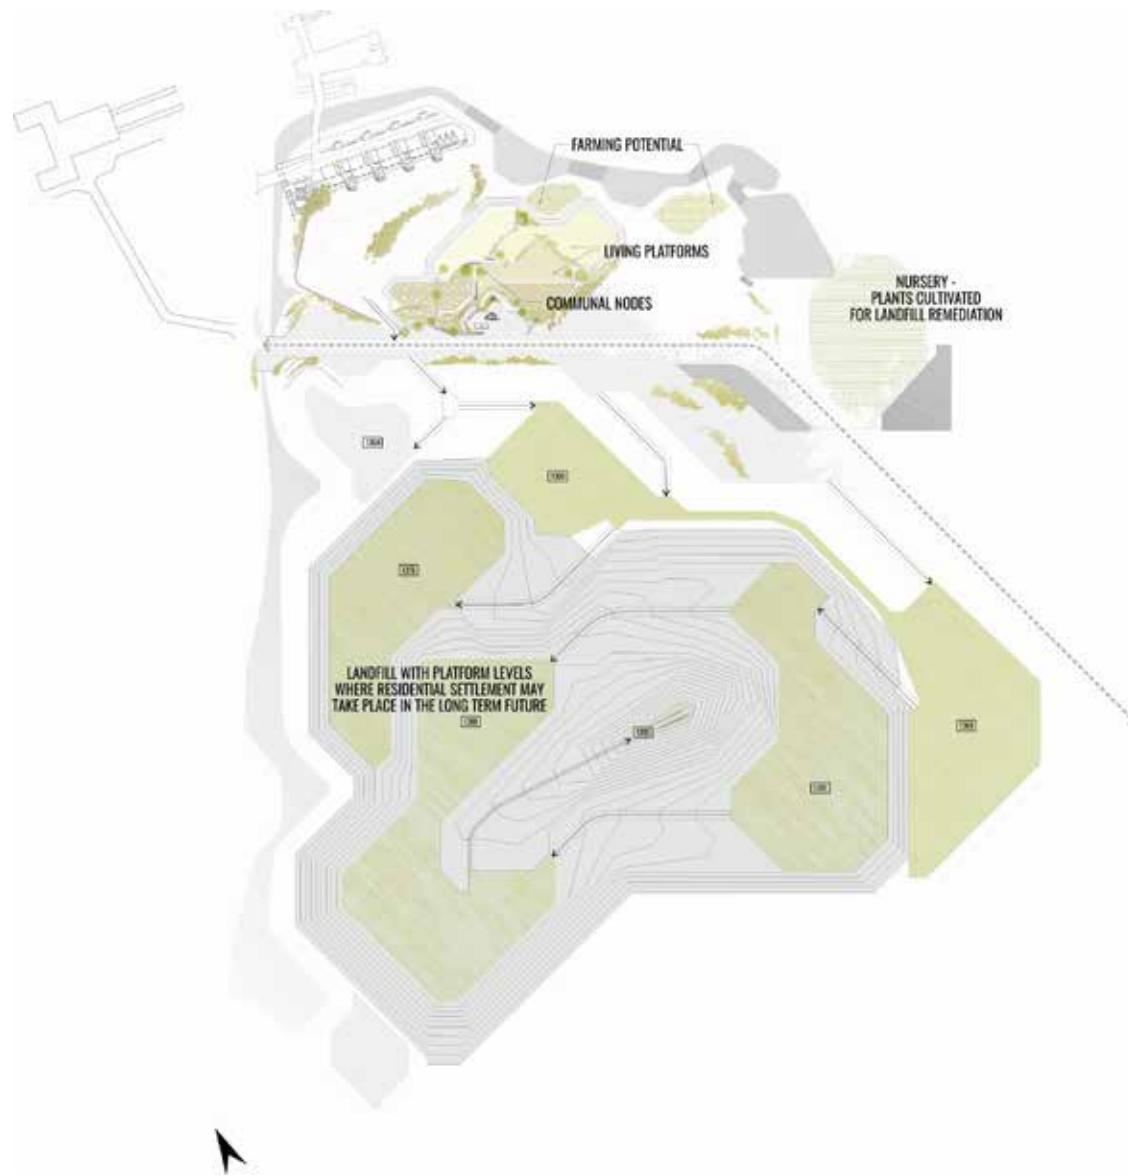 FARMING POTENTIAL
LIVING PLATFORMS
NURSERY -
PLANTS CULTIVATED
FOR LANDFILL REMEDIATION
COMMUNAL NODES
LANDFILL WITH PLATFORM LEVELS
WHERE RESIDENTIAL SETTLEMENT MAY
TAKE PLACE IN THE LONG TERM FUTURE